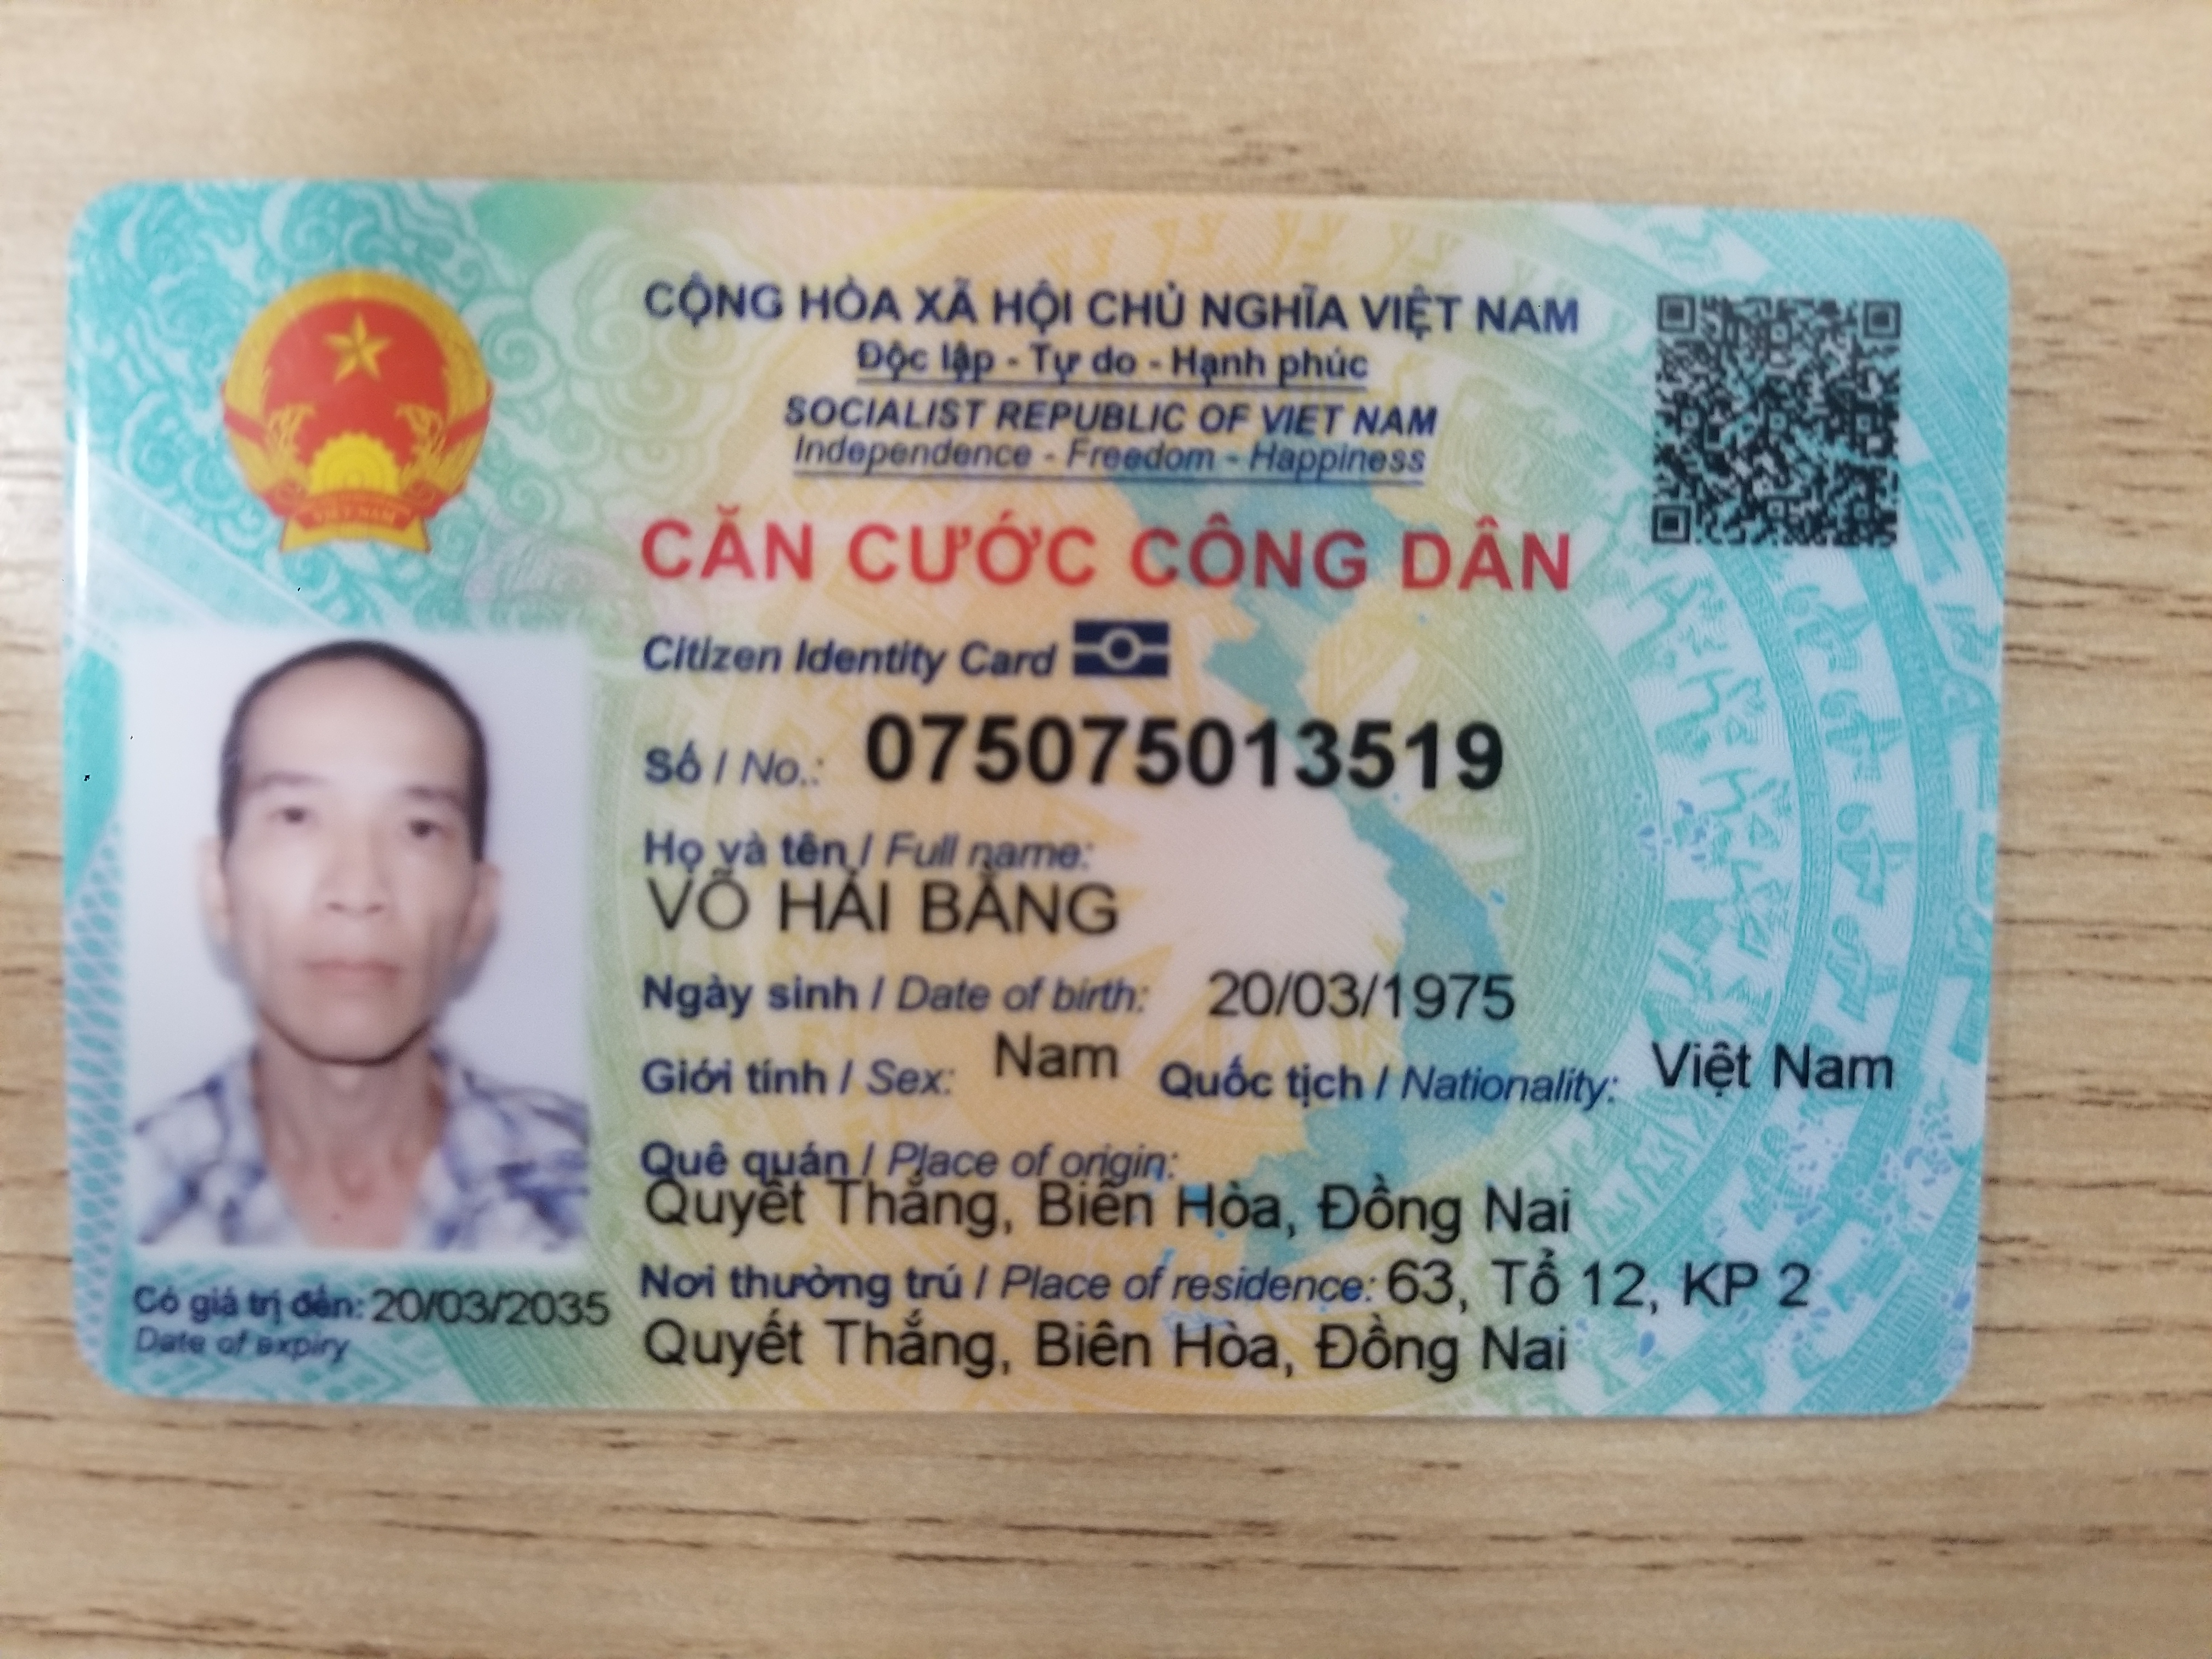 CỘNG HÒA XÃ HỘI CHỦ NGHĨA VIỆT NAM
Độc lập - Tự do - Hạnh phúc
SOCIALIST REPUBLIC OF VIET NAM
Independence - Freedom - Happiness
VIỆT NAM
CĂN CƯỚC CÔNG DÂN
Citizen Identity Card
Số / No.: 075075013519
Họ và tên / Full name:
VÕ HẢI BẰNG
Ngày sinh / Date of birth: 20/03/1975
Giới tính / Sex: Nam Quốc tịch / Nationality: Việt Nam
Quê quán / Place of origin:
Quyết Thắng, Biên Hòa, Đồng Nai
Nơi thường trú / Place of residence: 63, Tổ 12, KP 2
Quyết Thắng, Biên Hòa, Đồng Nai
Có giá trị đến: 20/03/2035
Date of expiry